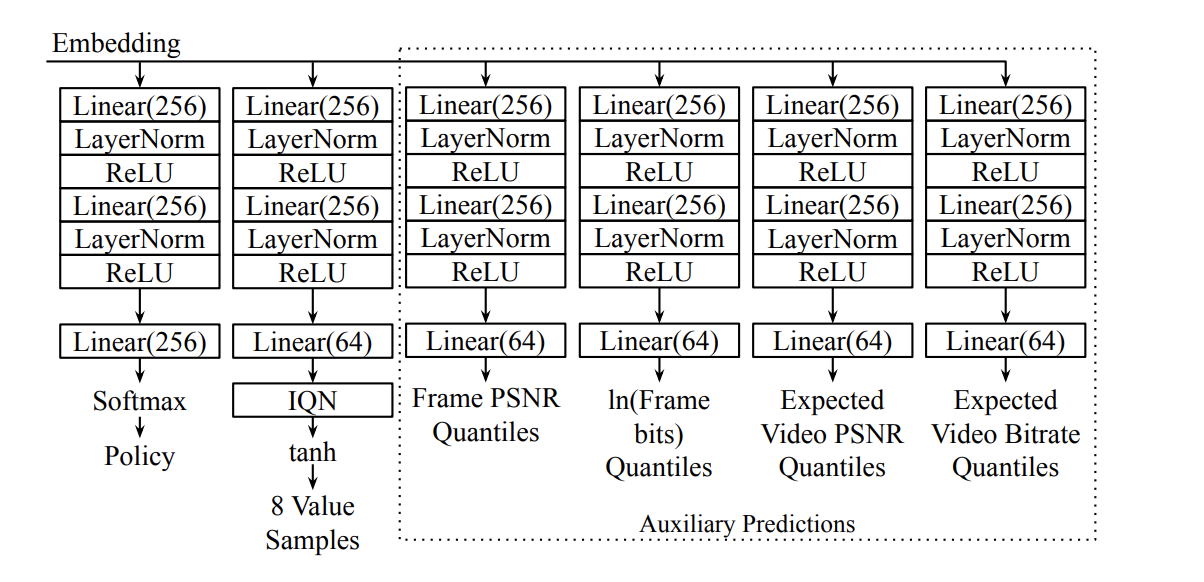 Embedding
Linear(256)
LayerNorm
ReLU
Linear(256)
LayerNorm
ReLU
Linear(256)
Softmax
Policy
Linear(256)
LayerNorm
ReLU
Linear(256)
LayerNorm
ReLU
Linear(64)
IQN
tanh
8 Value
Samples
Linear(256)
LayerNorm
ReLU
Linear(256)
LayerNorm
ReLU
Linear(64)
Frame PSNR
Quantiles
Linear(256)
LayerNorm
ReLU
Linear(256)
LayerNorm
ReLU
Linear(64)
ln(Frame
bits)
Quantiles
Linear(256)
LayerNorm
ReLU
Linear(256)
LayerNorm
ReLU
Linear(64)
Expected
Video PSNR
Quantiles
Linear(256)
LayerNorm
ReLU
Linear(256)
LayerNorm
ReLU
Linear(64)
Expected
Video Bitrate
Quantiles
Auxiliary Predictions